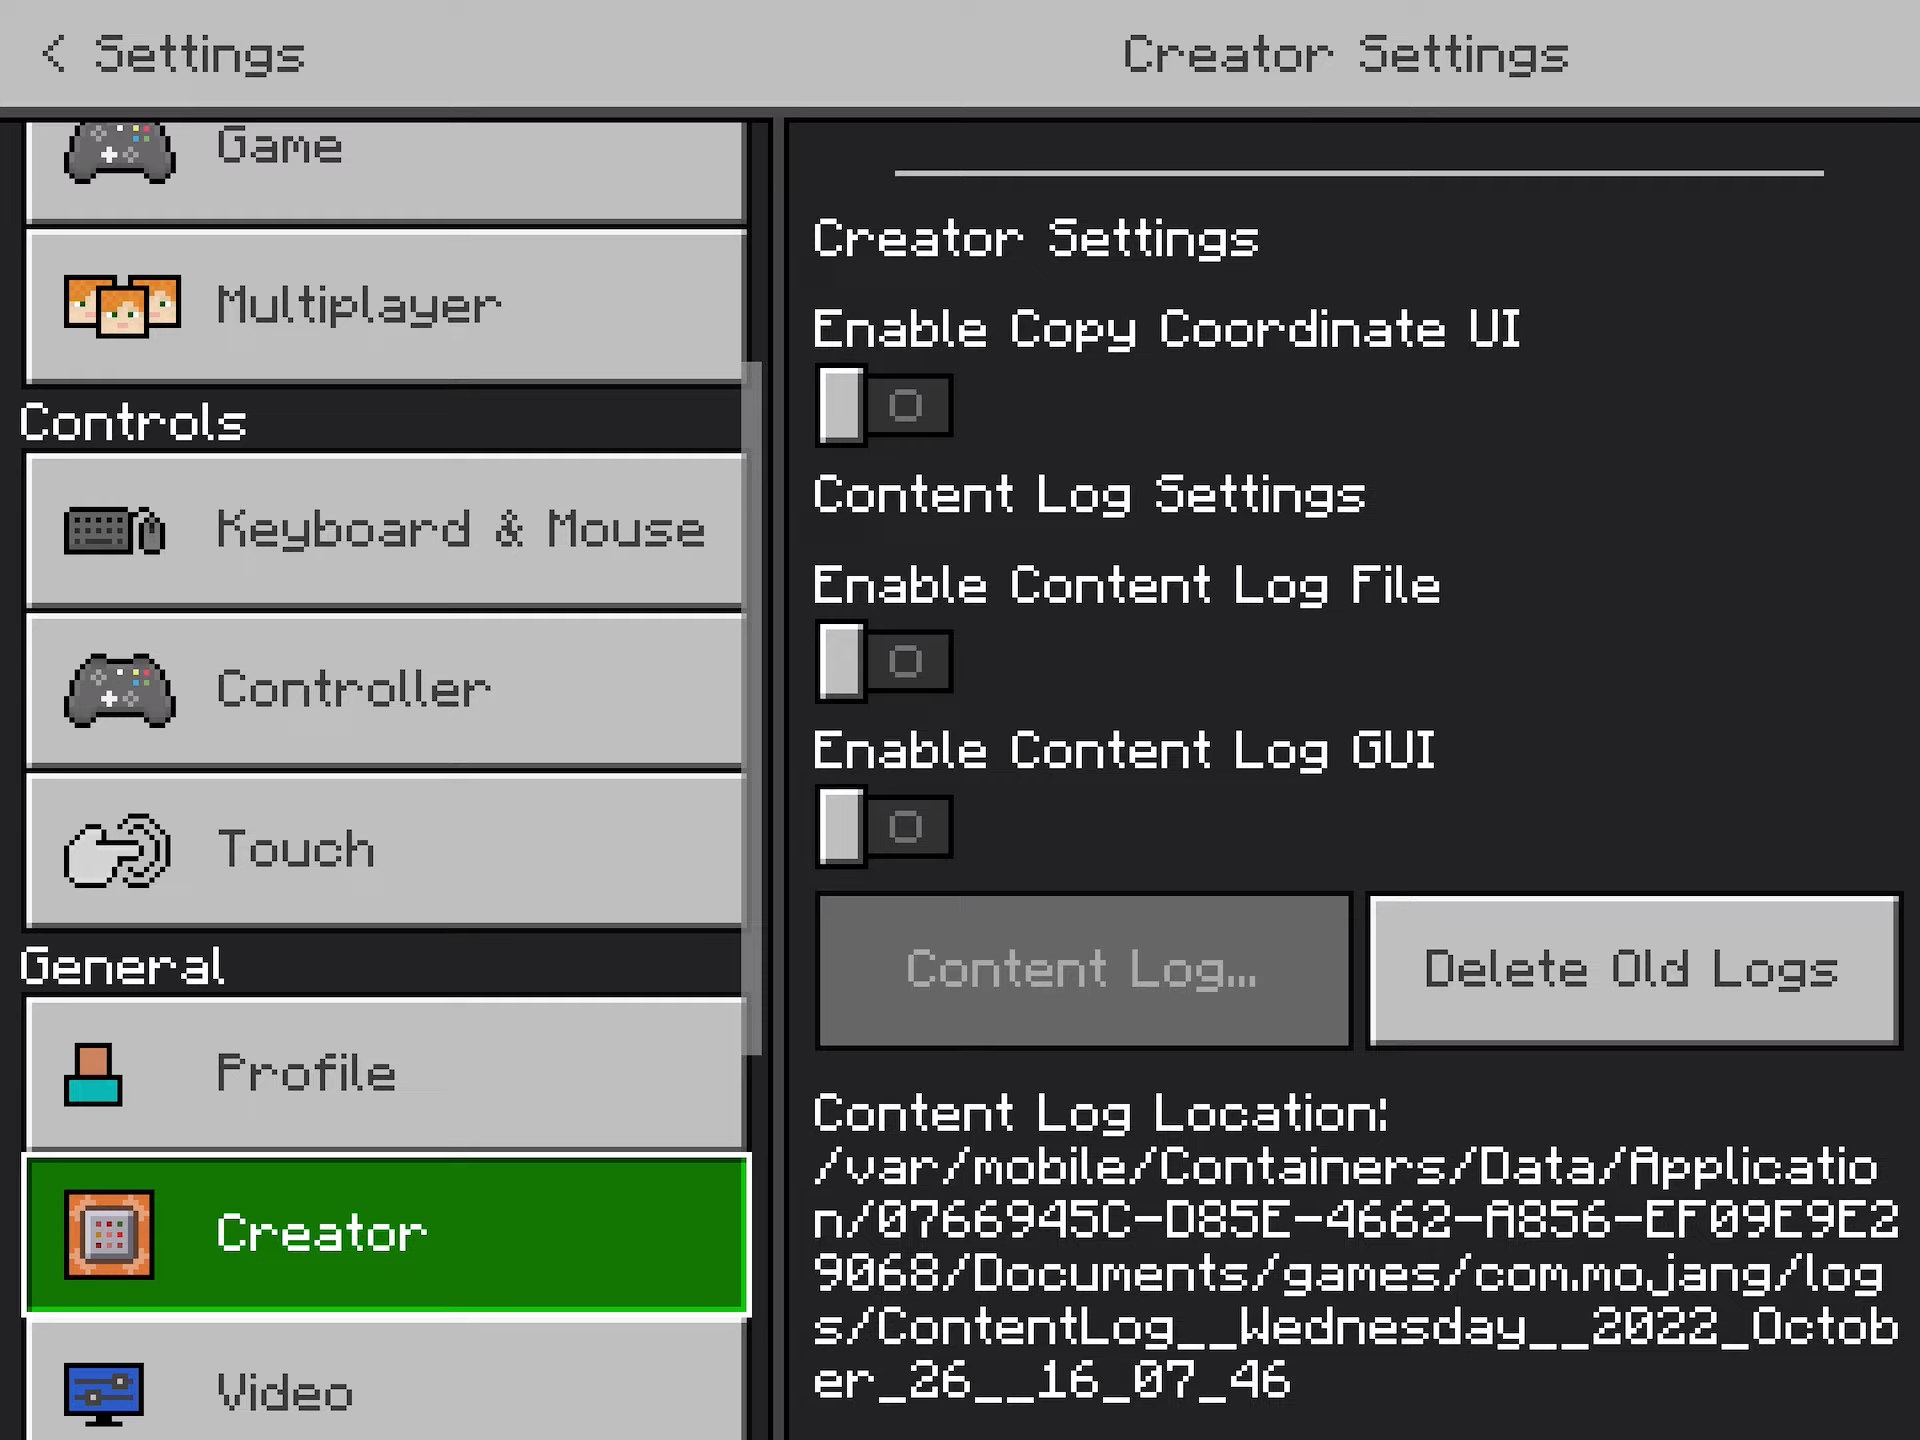 < Settings
Creator Settings
Game
Multiplayer
Controls
Keyboard & Mouse
Controller
Touch
General
Profile
Creator
Video
Creator Settings
Enable Copy Coordinate UI
Content Log Settings
Enable Content Log File
Enable Content Log GUI
Content Log...
Delete Old Logs
Content Log Location:
/var/mobile/Containers/Data/Applicatio
n/0766945C-D85E-4662-A856-EF09E9E2
9068/Documents/games/com.mojang/log
s/ContentLog__Wednesday__2022_Octob
er_26__16_07_46